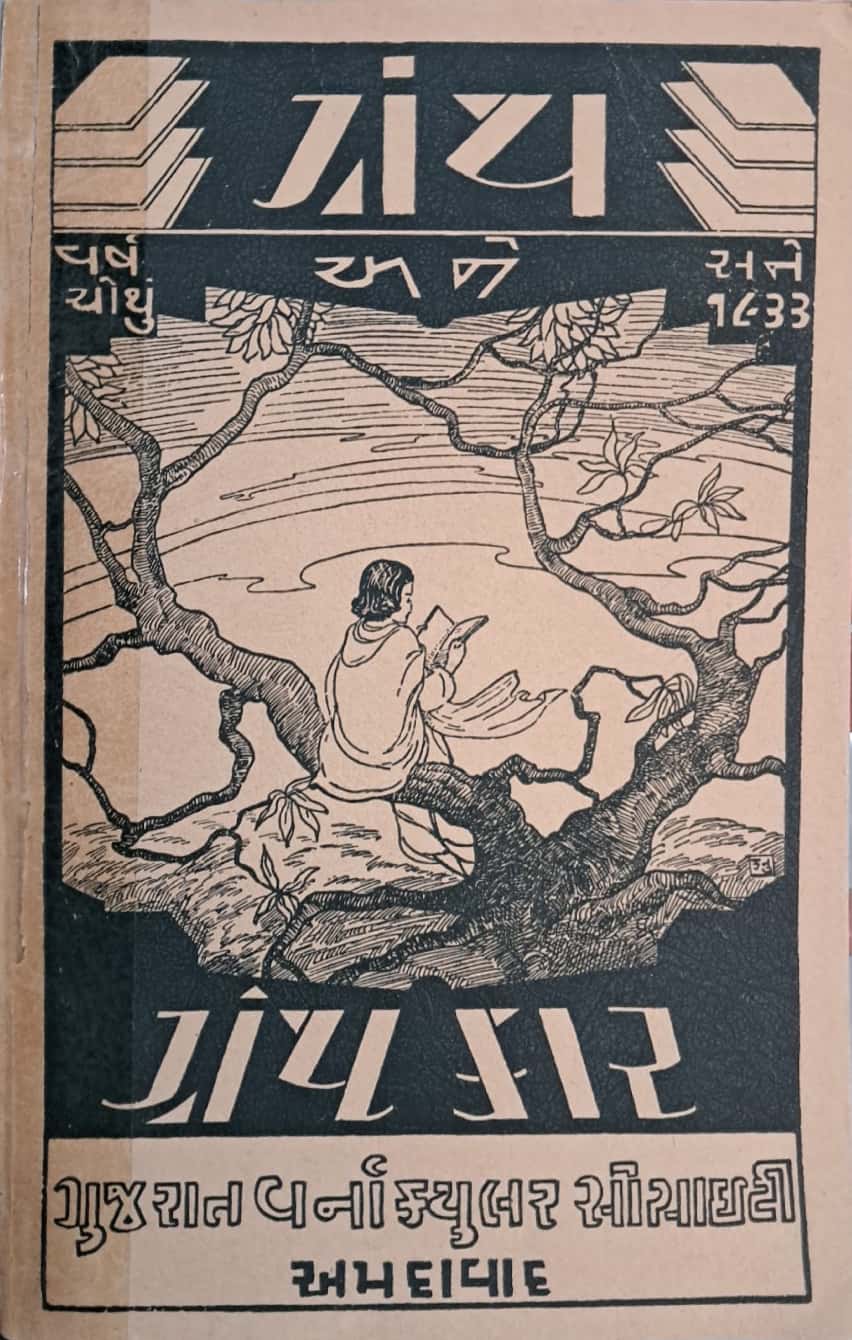 ગ્રંથ
વર્ષ અને સને
ચોથું ૧૯૩૩
ગ્રંથકાર
ગુજરાત વર્નાક્યુલર સોસાઇટી
અમદાવાદ